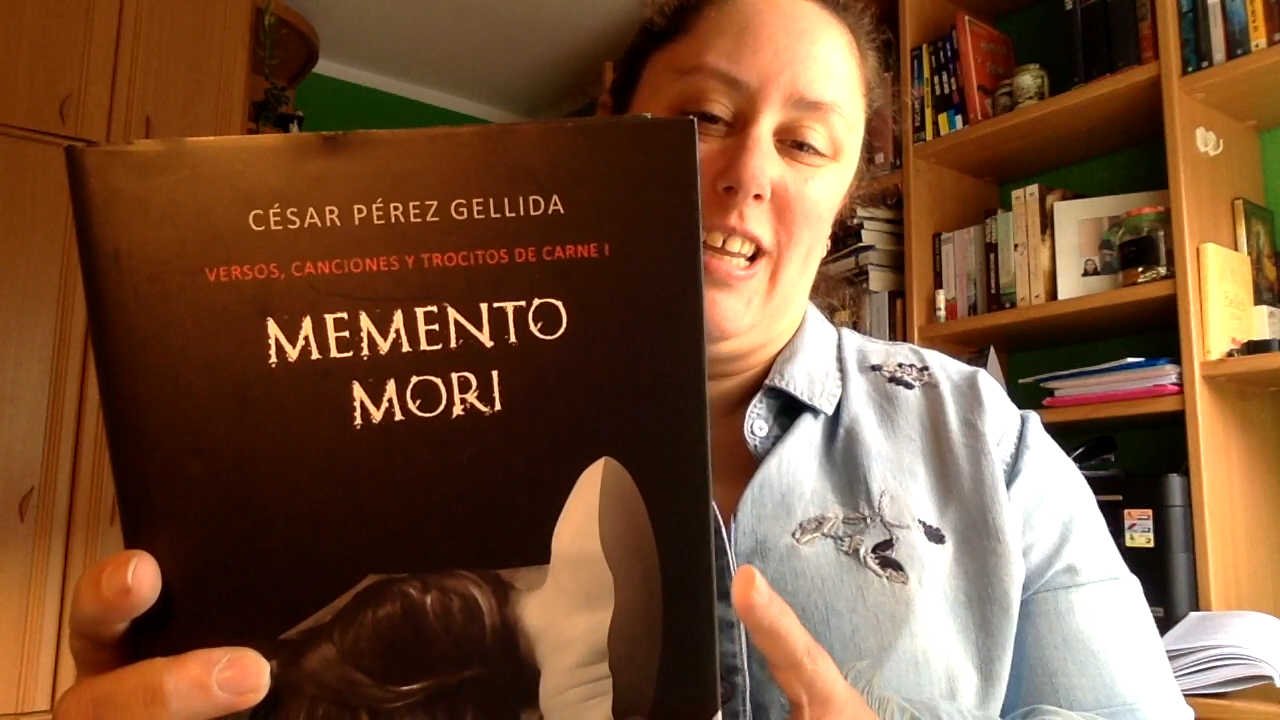 CÉSAR PÉREZ GELLIDA
VERSOS, CANCIONES Y TROCITOS DE CARNE I
MEMENTO
MORI